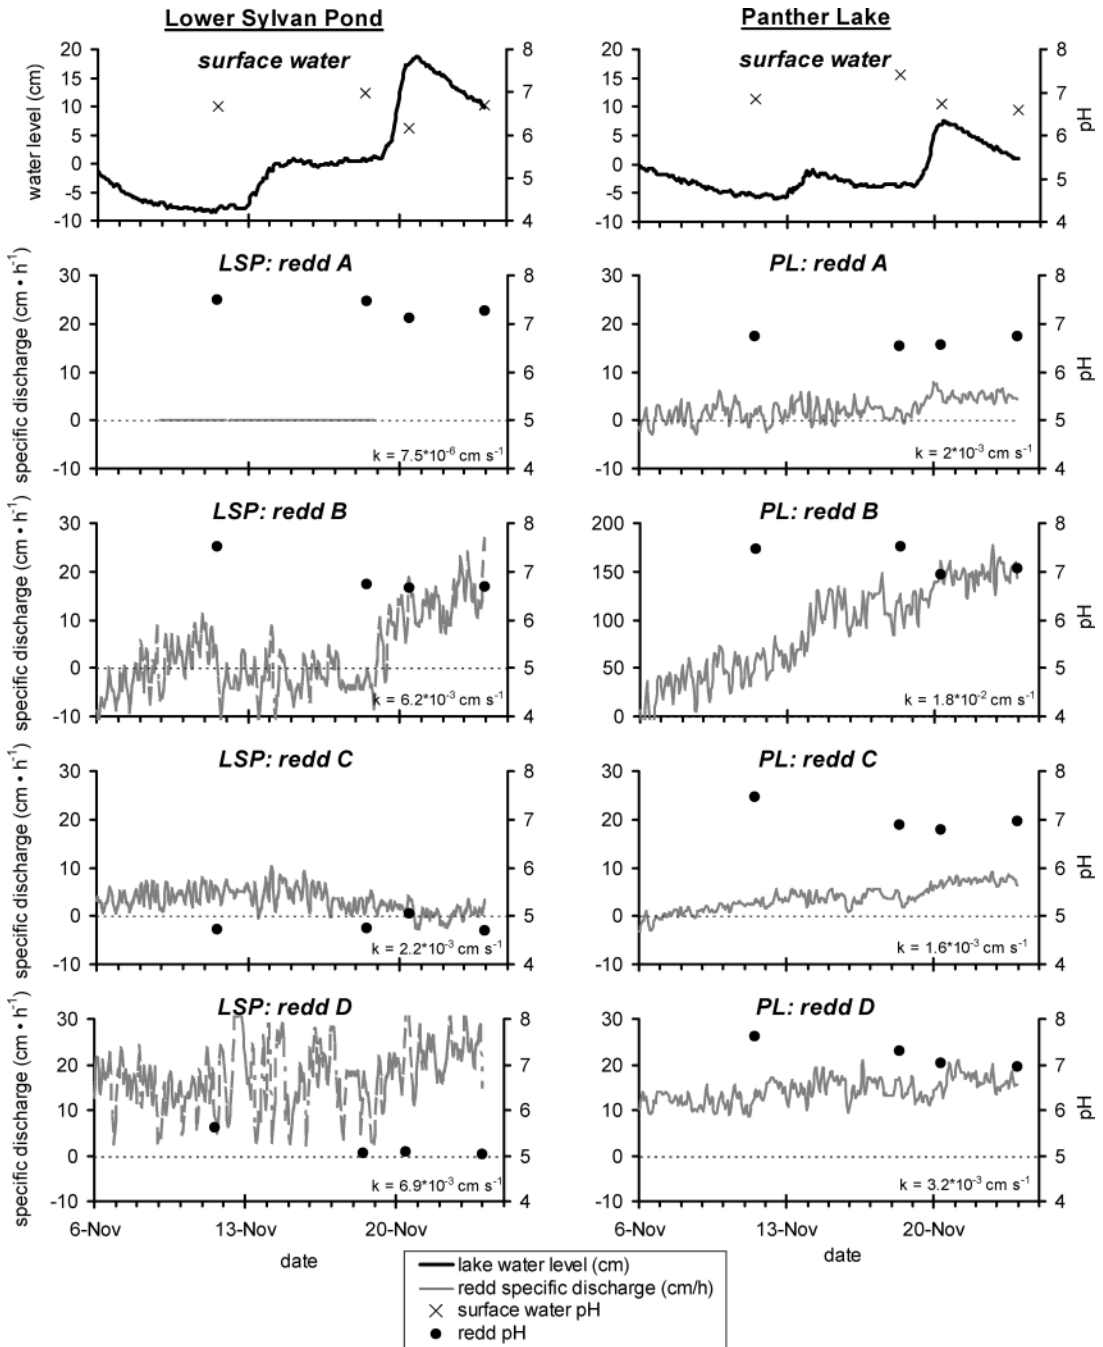 Lower Sylvan Pond
Panther Lake
surface water
surface water
water level (cm)
20
15
10
5
0
-5
-10
8
7
6
5
4
20
15
10
5
0
-5
-10
8
7
6
5
4
pH
LSP: redd A
PL: redd A
specific discharge (cm • h⁻¹)
30
20
10
0
-10
8
7
6
5
4
k = 7.5*10⁻⁶ cm s⁻¹
30
20
10
0
-10
8
7
6
5
4
pH
k = 2*10⁻³ cm s⁻¹
LSP: redd B
PL: redd B
specific discharge (cm • h⁻¹)
30
20
10
0
-10
8
7
6
5
4
k = 6.2*10⁻³ cm s⁻¹
200
150
100
50
0
8
7
6
5
4
pH
k = 1.8*10⁻² cm s⁻¹
LSP: redd C
PL: redd C
specific discharge (cm • h⁻¹)
30
20
10
0
-10
8
7
6
5
4
k = 2.2*10⁻³ cm s⁻¹
30
20
10
0
-10
8
7
6
5
4
pH
k = 1.6*10⁻³ cm s⁻¹
LSP: redd D
PL: redd D
specific discharge (cm • h⁻¹)
30
20
10
0
-10
8
7
6
5
4
k = 6.9*10⁻³ cm s⁻¹
30
20
10
0
-10
8
7
6
5
4
pH
k = 3.2*10⁻³ cm s⁻¹
6-Nov
13-Nov
20-Nov
6-Nov
13-Nov
20-Nov
date
date
lake water level (cm)
redd specific discharge (cm/h)
surface water pH
redd pH